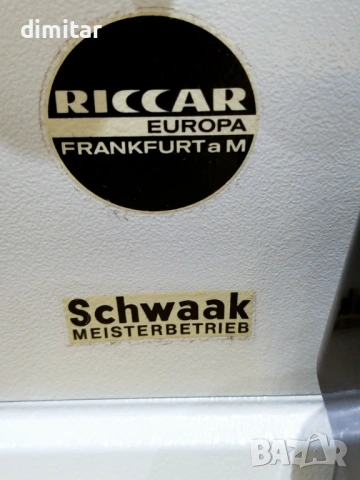 dimitar
RICCAR
EUROPA
FRANKFURT a M
Schwaak
MEISTERBETRIEB
BAZAR